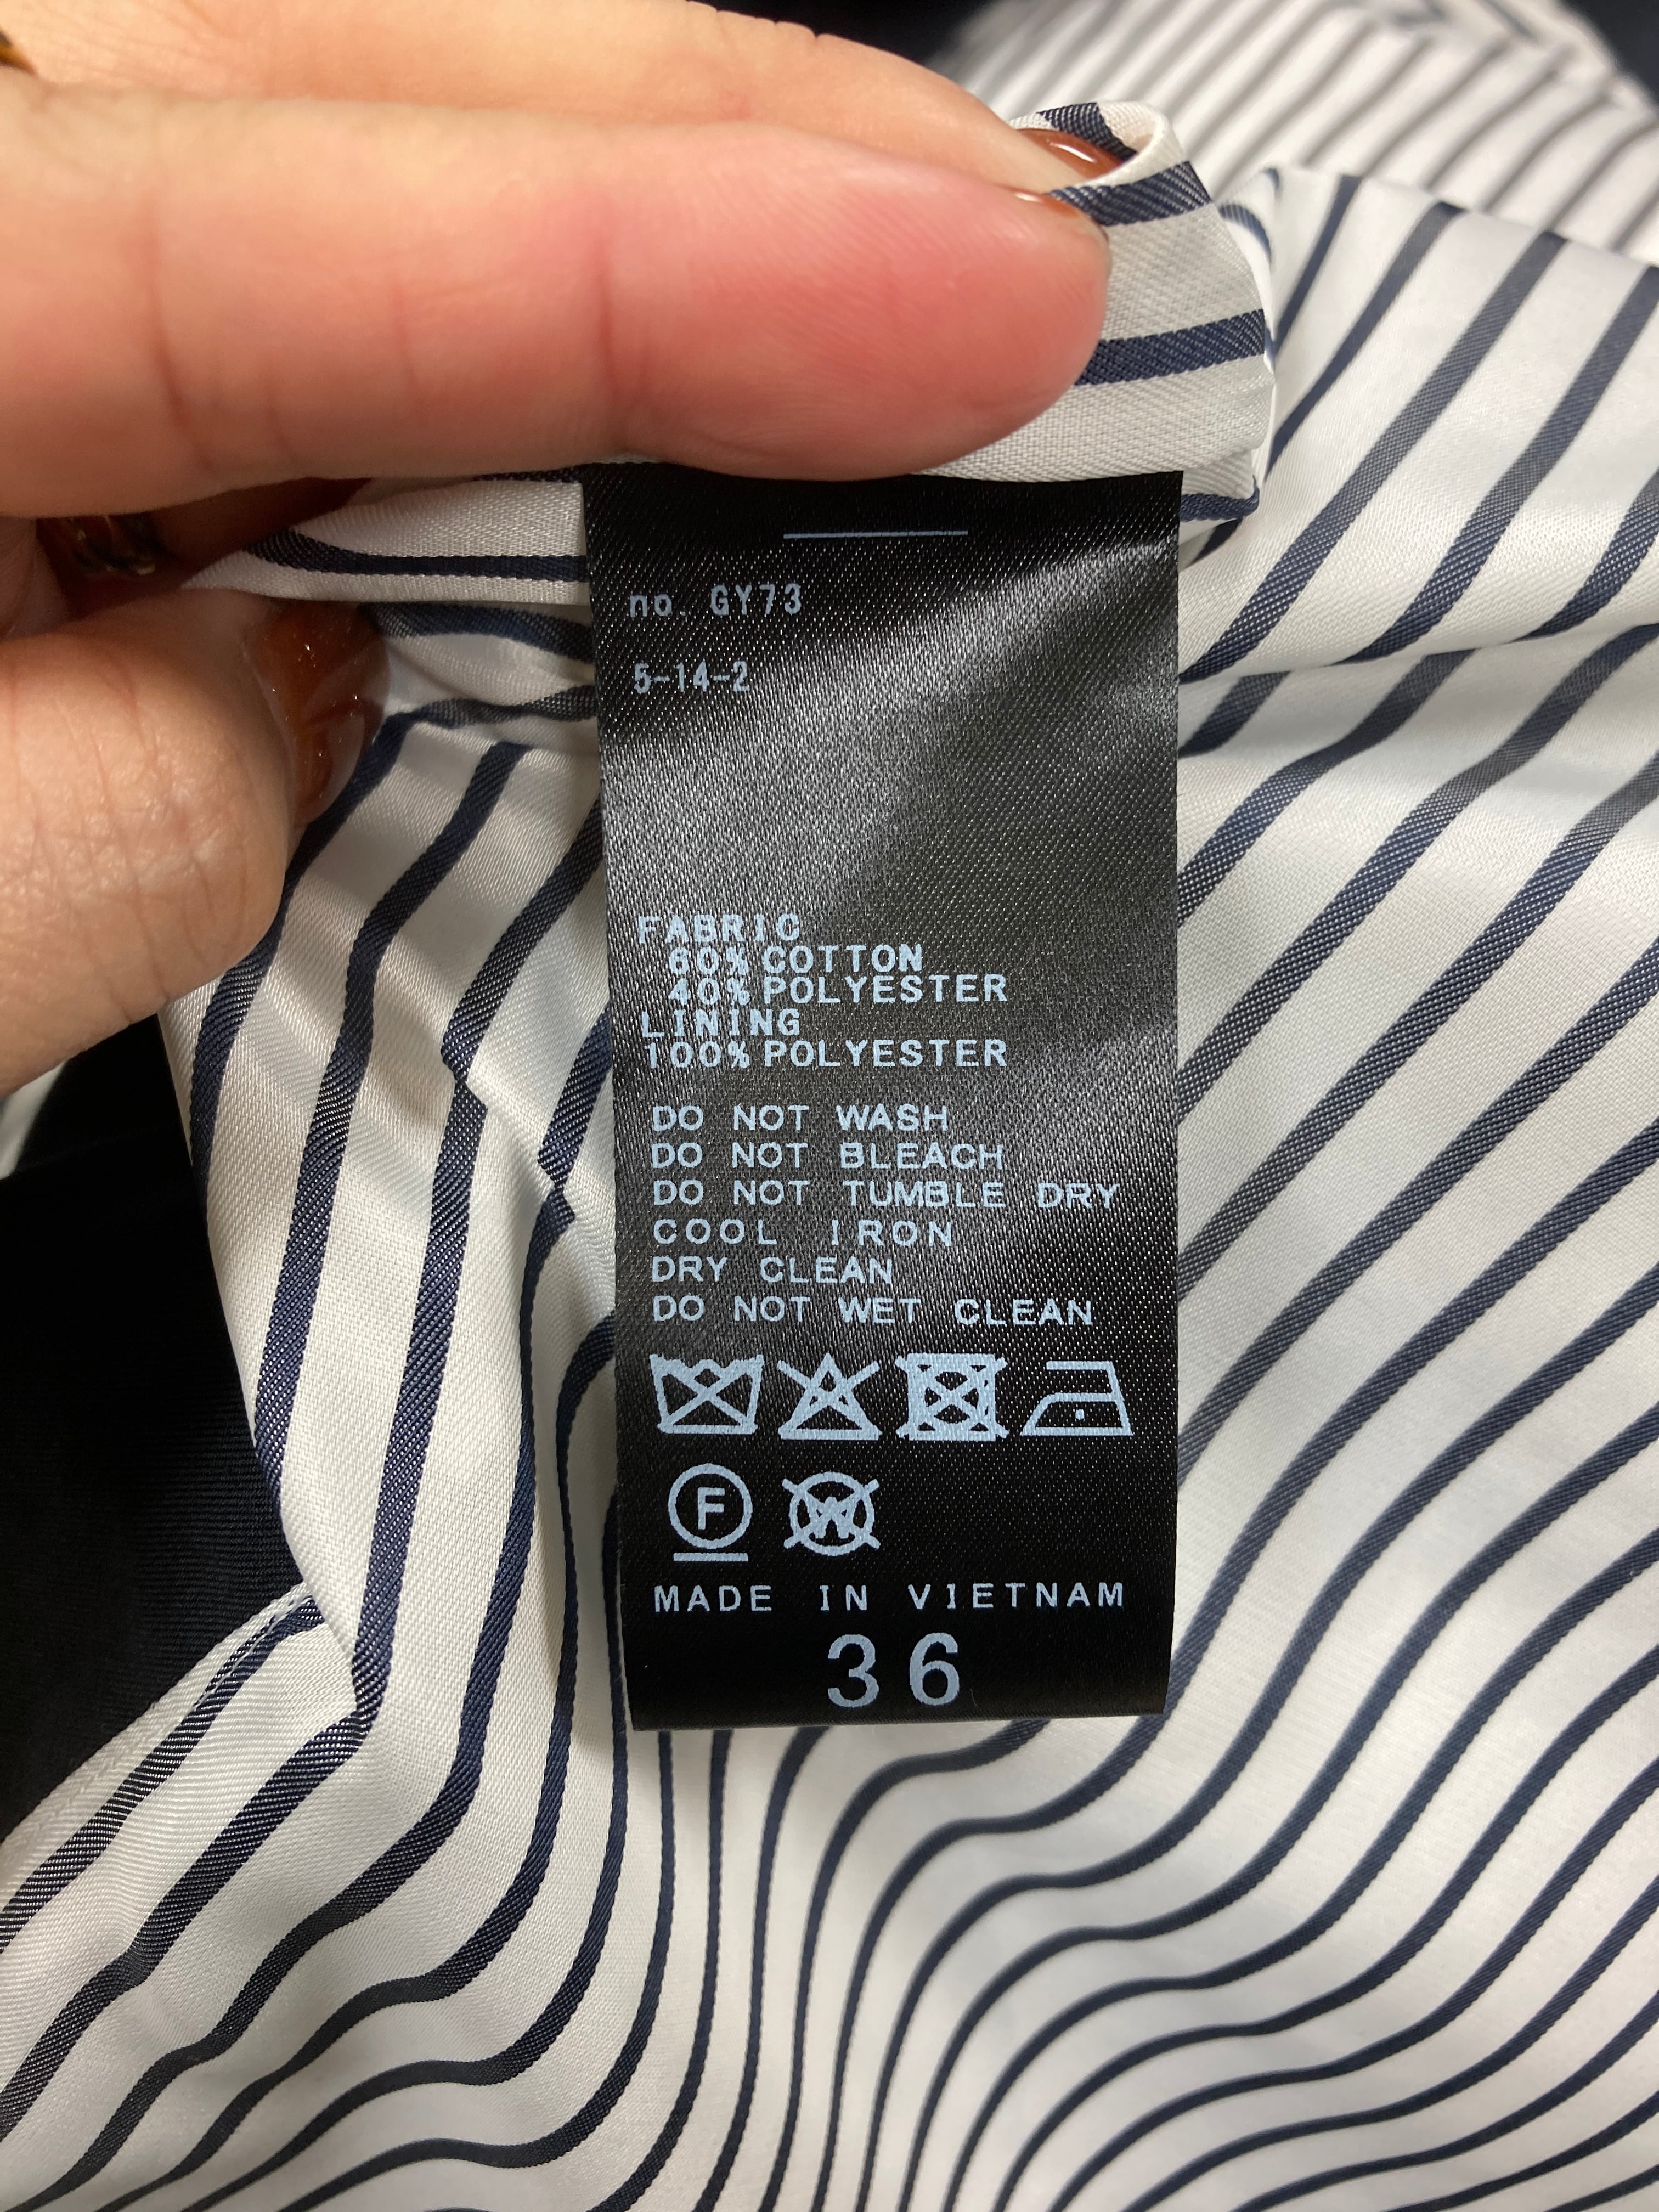 no. GY73
5-14-2
FABRIC
60% COTTON
40% POLYESTER
LINING
100% POLYESTER
DO NOT WASH
DO NOT BLEACH
DO NOT TUMBLE DRY
COOL IRON
DRY CLEAN
DO NOT WET CLEAN
F W
MADE IN VIETNAM
36